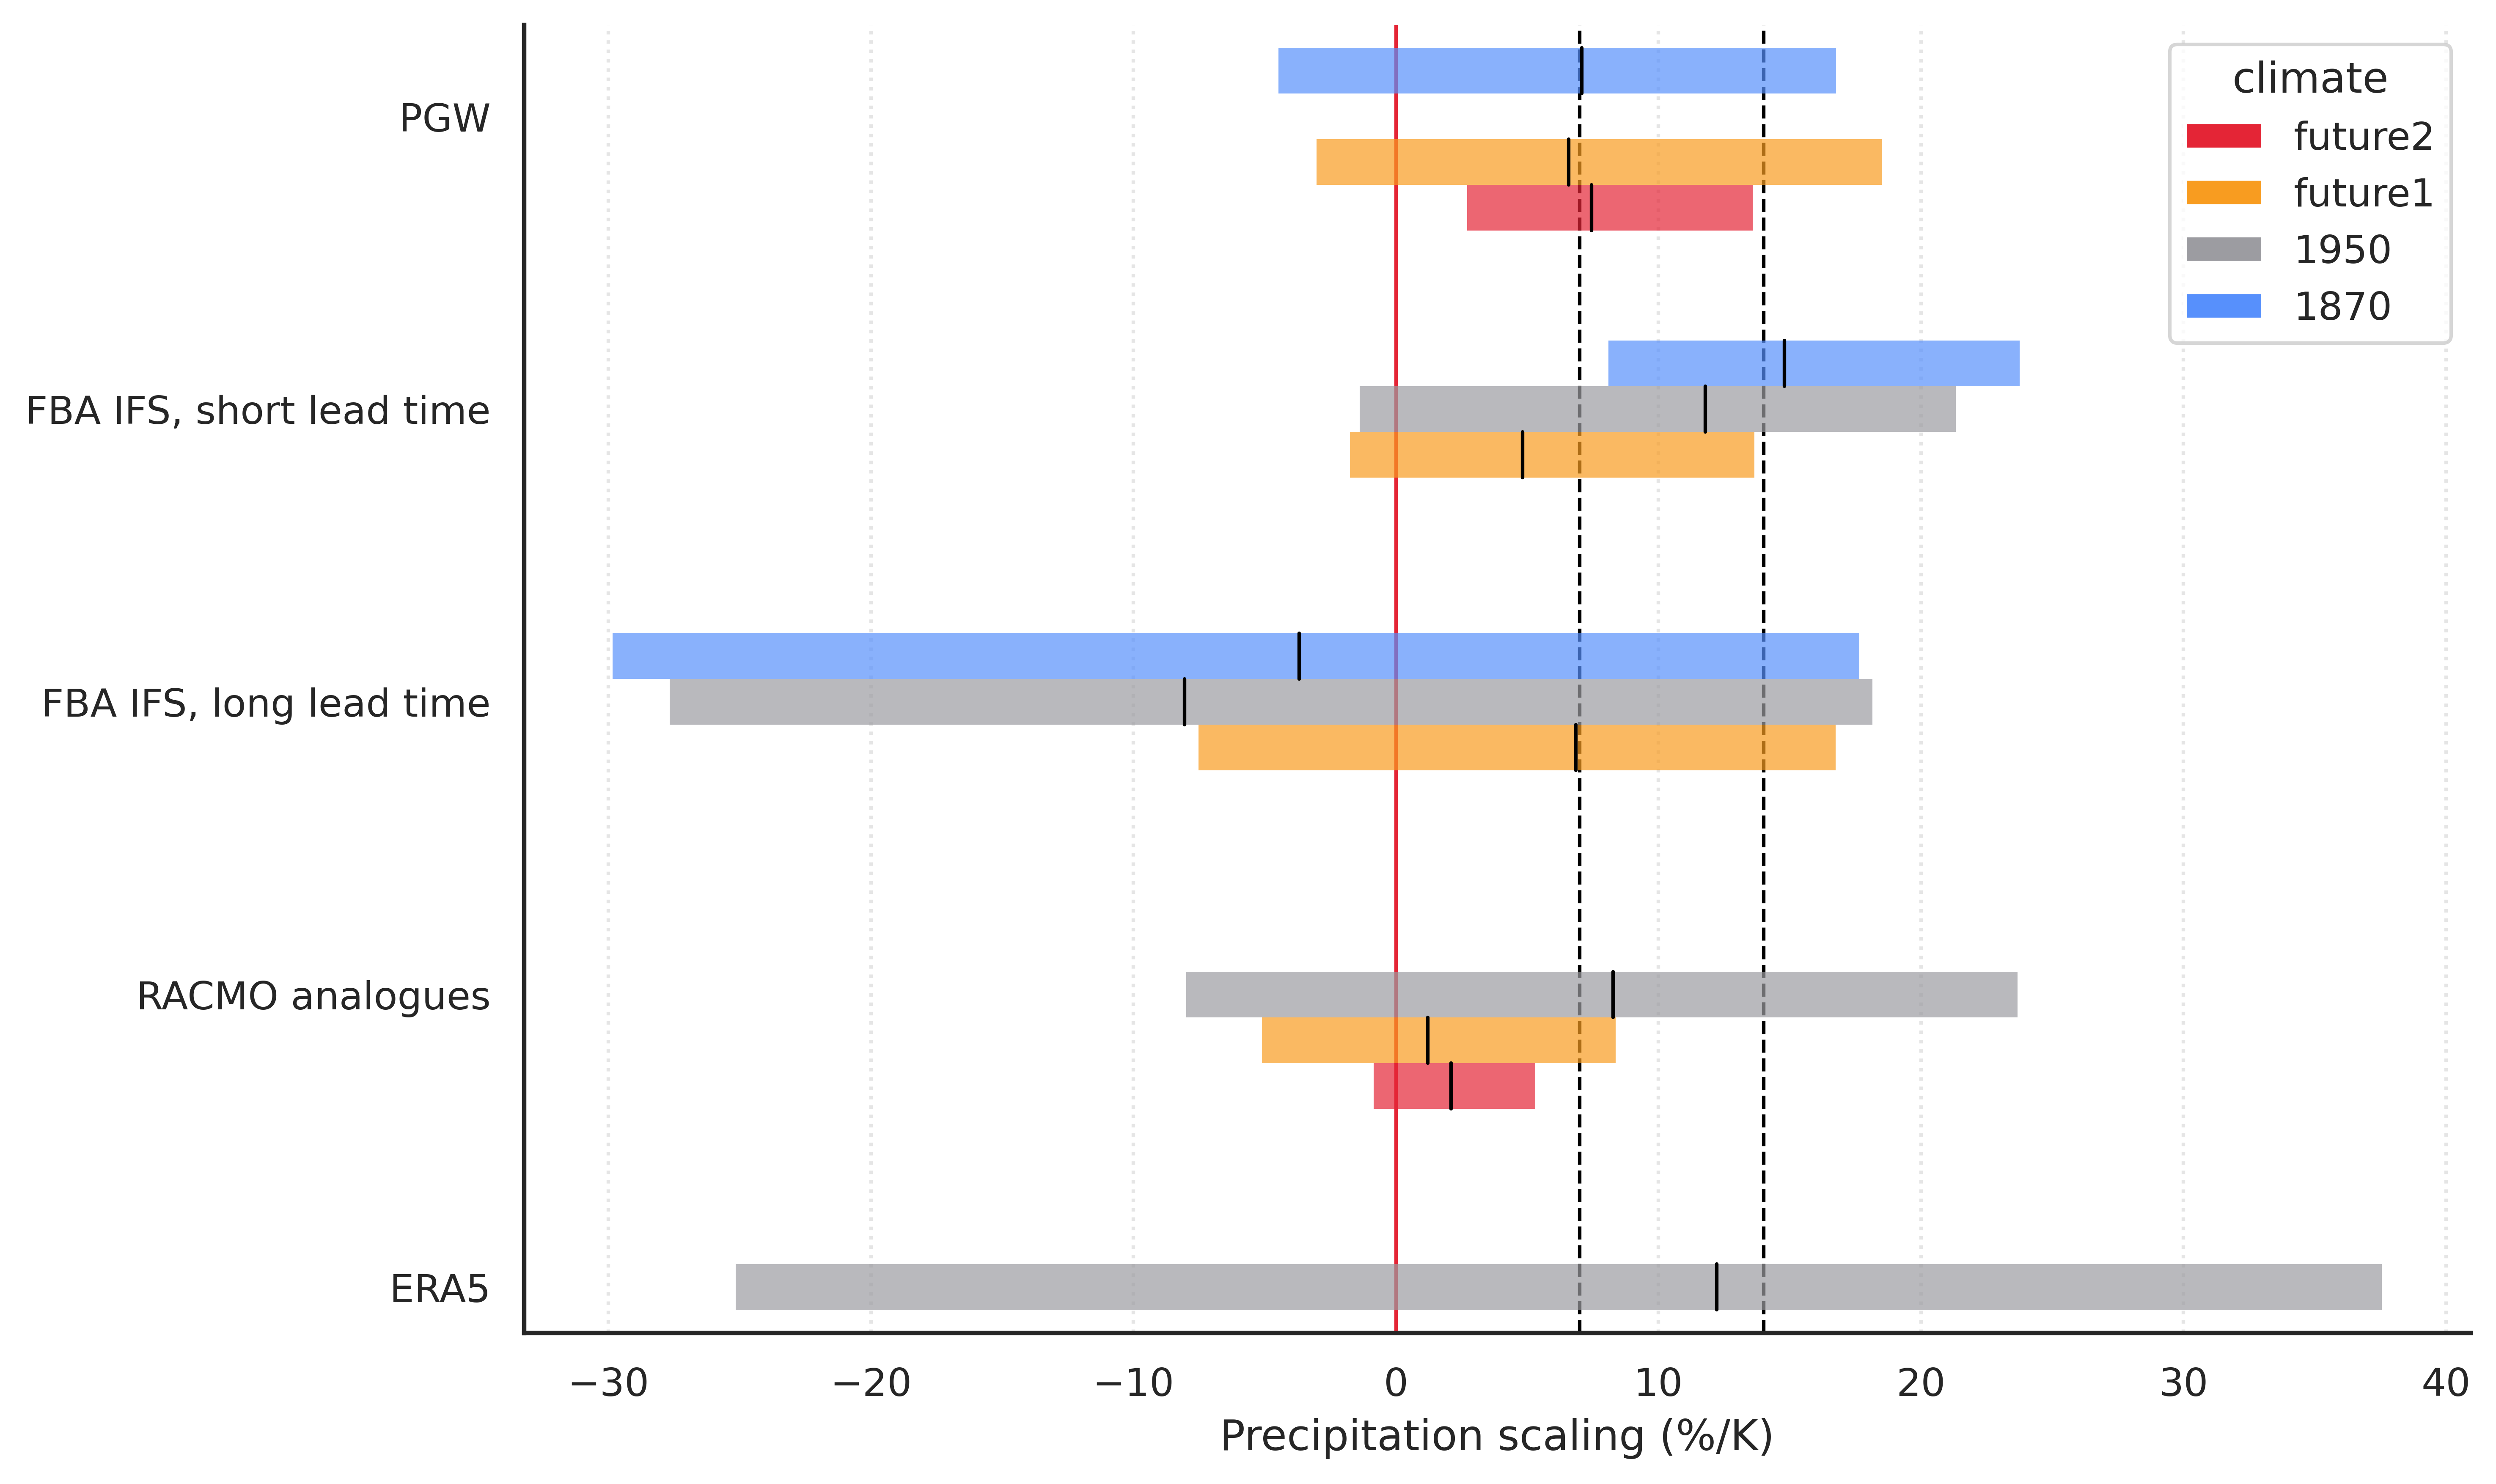 PGW
FBA IFS, short lead time
FBA IFS, long lead time
RACMO analogues
ERA5
climate
future2
future1
1950
1870
−30 −20 −10 0 10 20 30 40
Precipitation scaling (%/K)